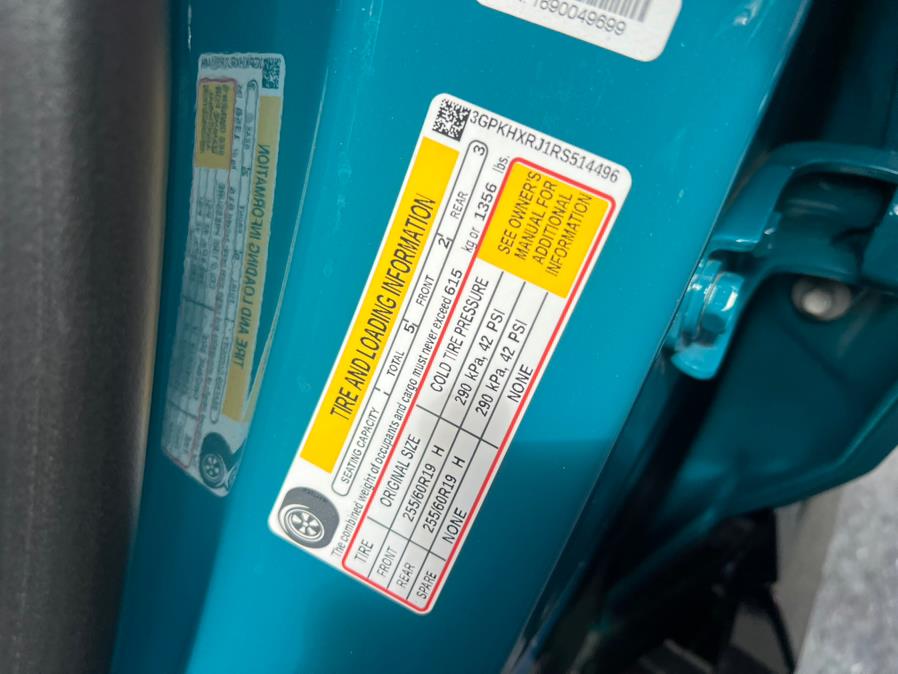 1690049699
3GPKHXRJ1RS514496
TIRE AND LOADING INFORMATION
SEATING CAPACITY TOTAL 5 FRONT 2 REAR 3
The combined weight of occupants and cargo must never exceed 615 kg or 1356 lbs.
TIRE ORIGINAL SIZE COLD TIRE PRESSURE
FRONT 255/60R19 H 290 kPa, 42 PSI
REAR 255/60R19 H 290 kPa, 42 PSI
SPARE NONE NONE
SEE OWNER'S
MANUAL FOR
ADDITIONAL
INFORMATION